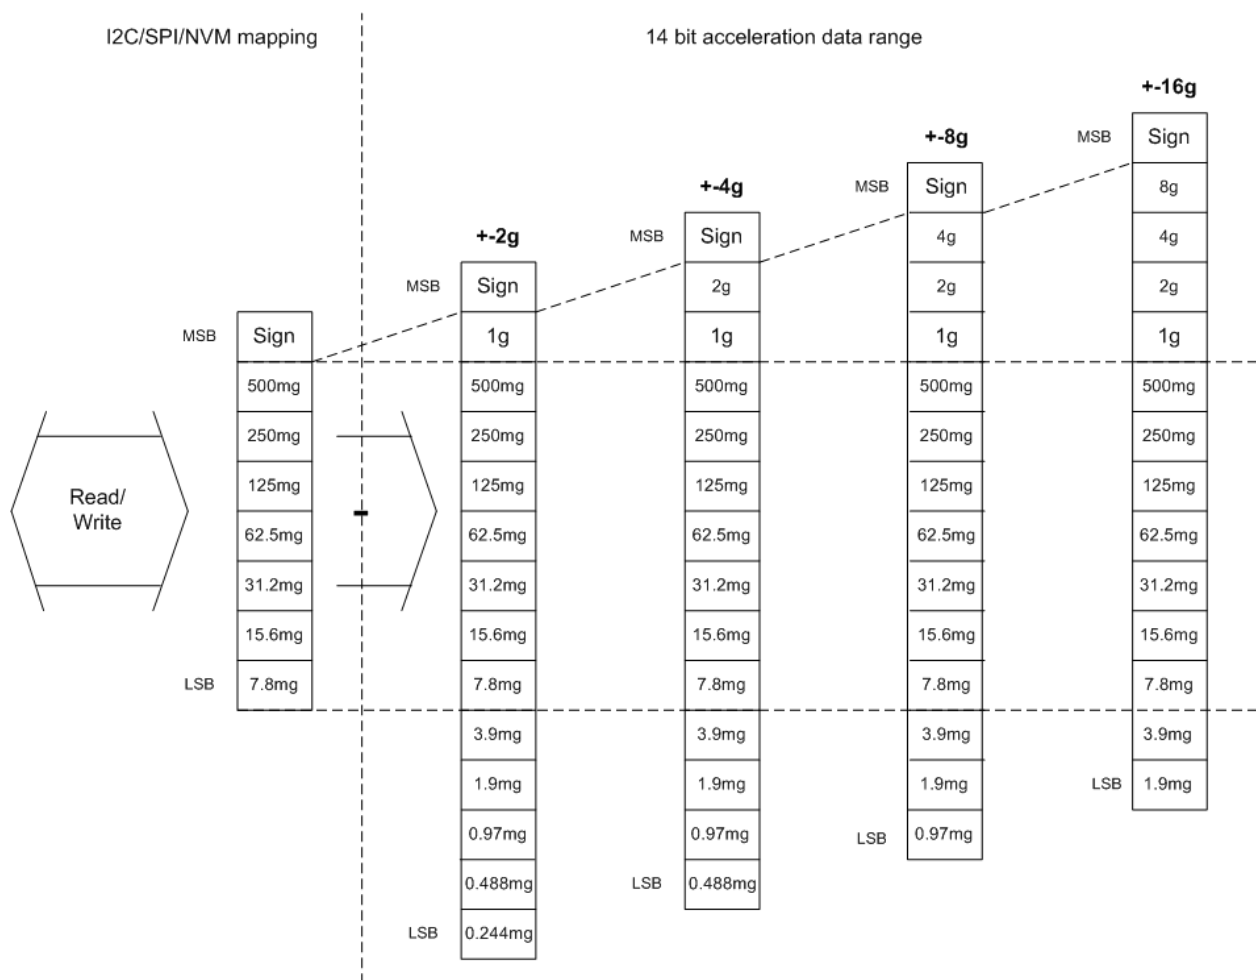 I2C/SPI/NVM mapping
14 bit acceleration data range
+-16g
MSB Sign
+-8g
8g
MSB Sign
+-4g
4g 4g
MSB Sign
+-2g
2g 2g 2g
MSB Sign
MSB Sign 1g 1g 1g 1g
500mg 500mg 500mg 500mg 500mg
250mg 250mg 250mg 250mg 250mg
125mg 125mg 125mg 125mg 125mg
Read/
Write
62.5mg 62.5mg 62.5mg 62.5mg 62.5mg
31.2mg 31.2mg 31.2mg 31.2mg 31.2mg
15.6mg 15.6mg 15.6mg 15.6mg 15.6mg
LSB 7.8mg 7.8mg 7.8mg 7.8mg 7.8mg
3.9mg 3.9mg 3.9mg 3.9mg
1.9mg 1.9mg 1.9mg LSB 1.9mg
0.97mg 0.97mg LSB 0.97mg
0.488mg LSB 0.488mg
LSB 0.244mg